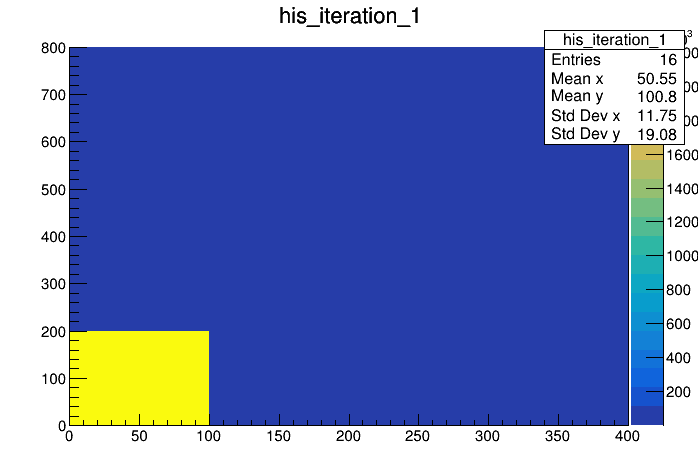 his_iteration_1
his_iteration_1
Entries 16
Mean x 50.55
Mean y 100.8
Std Dev x 11.75
Std Dev y 19.08
800
700
600
500
400
300
200
100
0
0 50 100 150 200 250 300 350 400
1600
1400
1200
1000
800
600
400
200